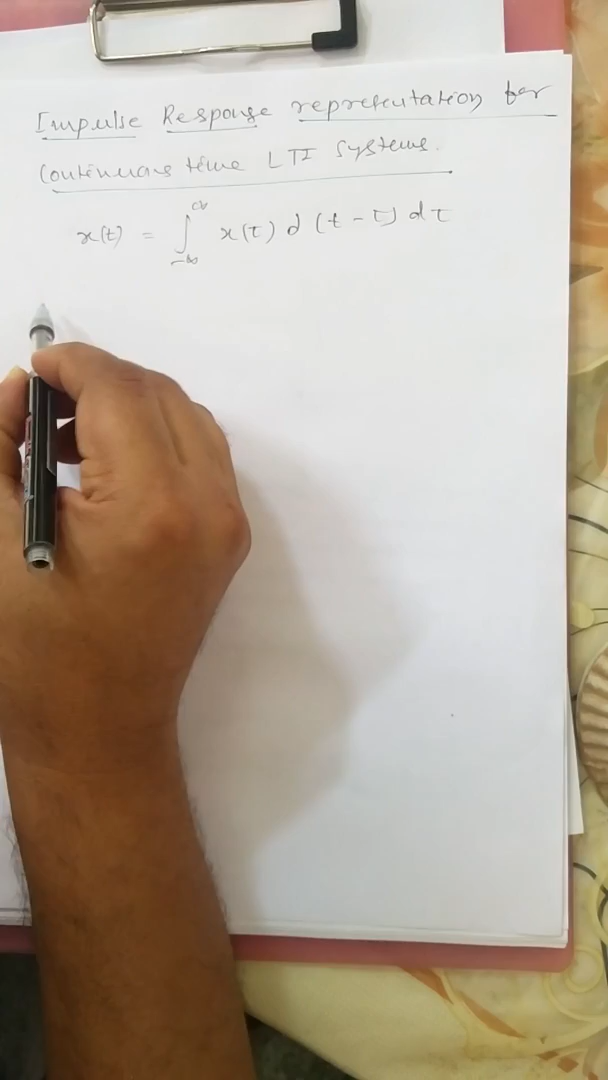 Impulse Response representation for
Continuous time LTI Systems.
x(t) = ∫_{-∞}^{∞} x(τ) δ (t - τ) dτ